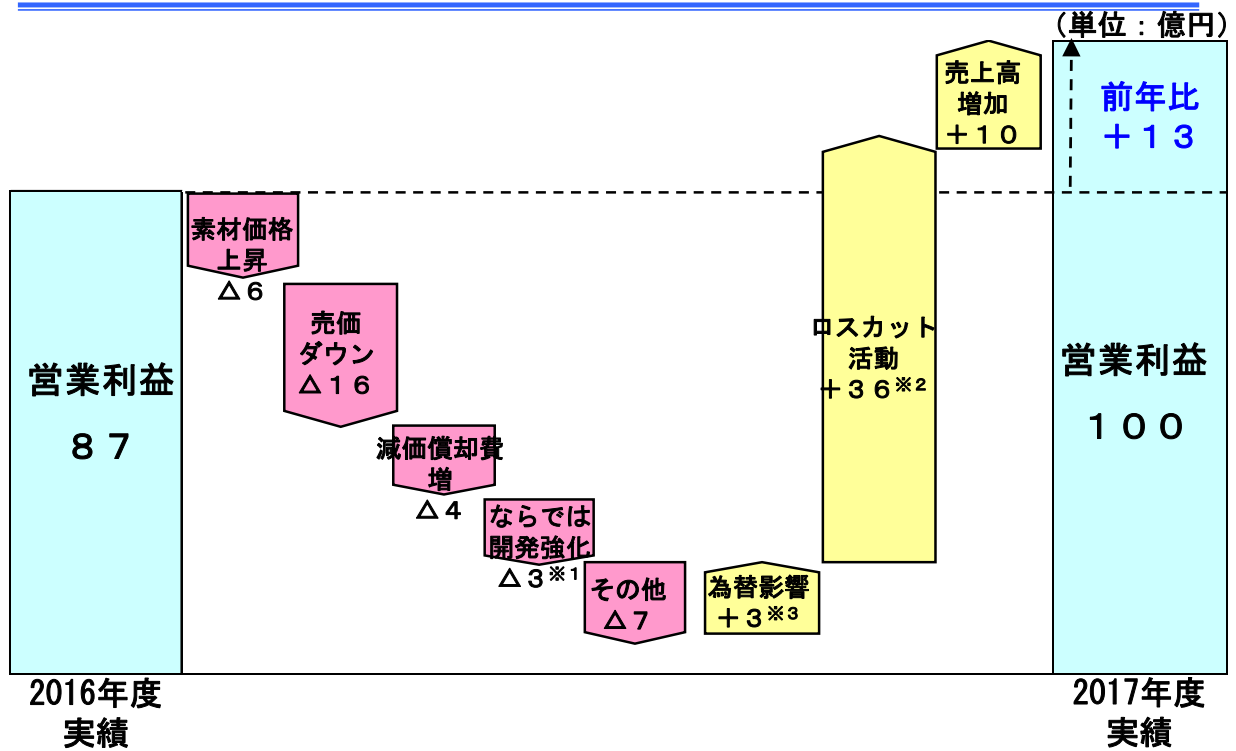 （単位：億円）
営業利益
８７
素材価格
上昇
△６
売価
ダウン
△１６
減価償却費
増
△４
ならでは
開発強化
△３※１
その他
△７
為替影響
＋３※３
ロスカット
活動
＋３６※２
売上高
増加
＋１０
前年比
＋１３
営業利益
１００
2016年度
実績
2017年度
実績